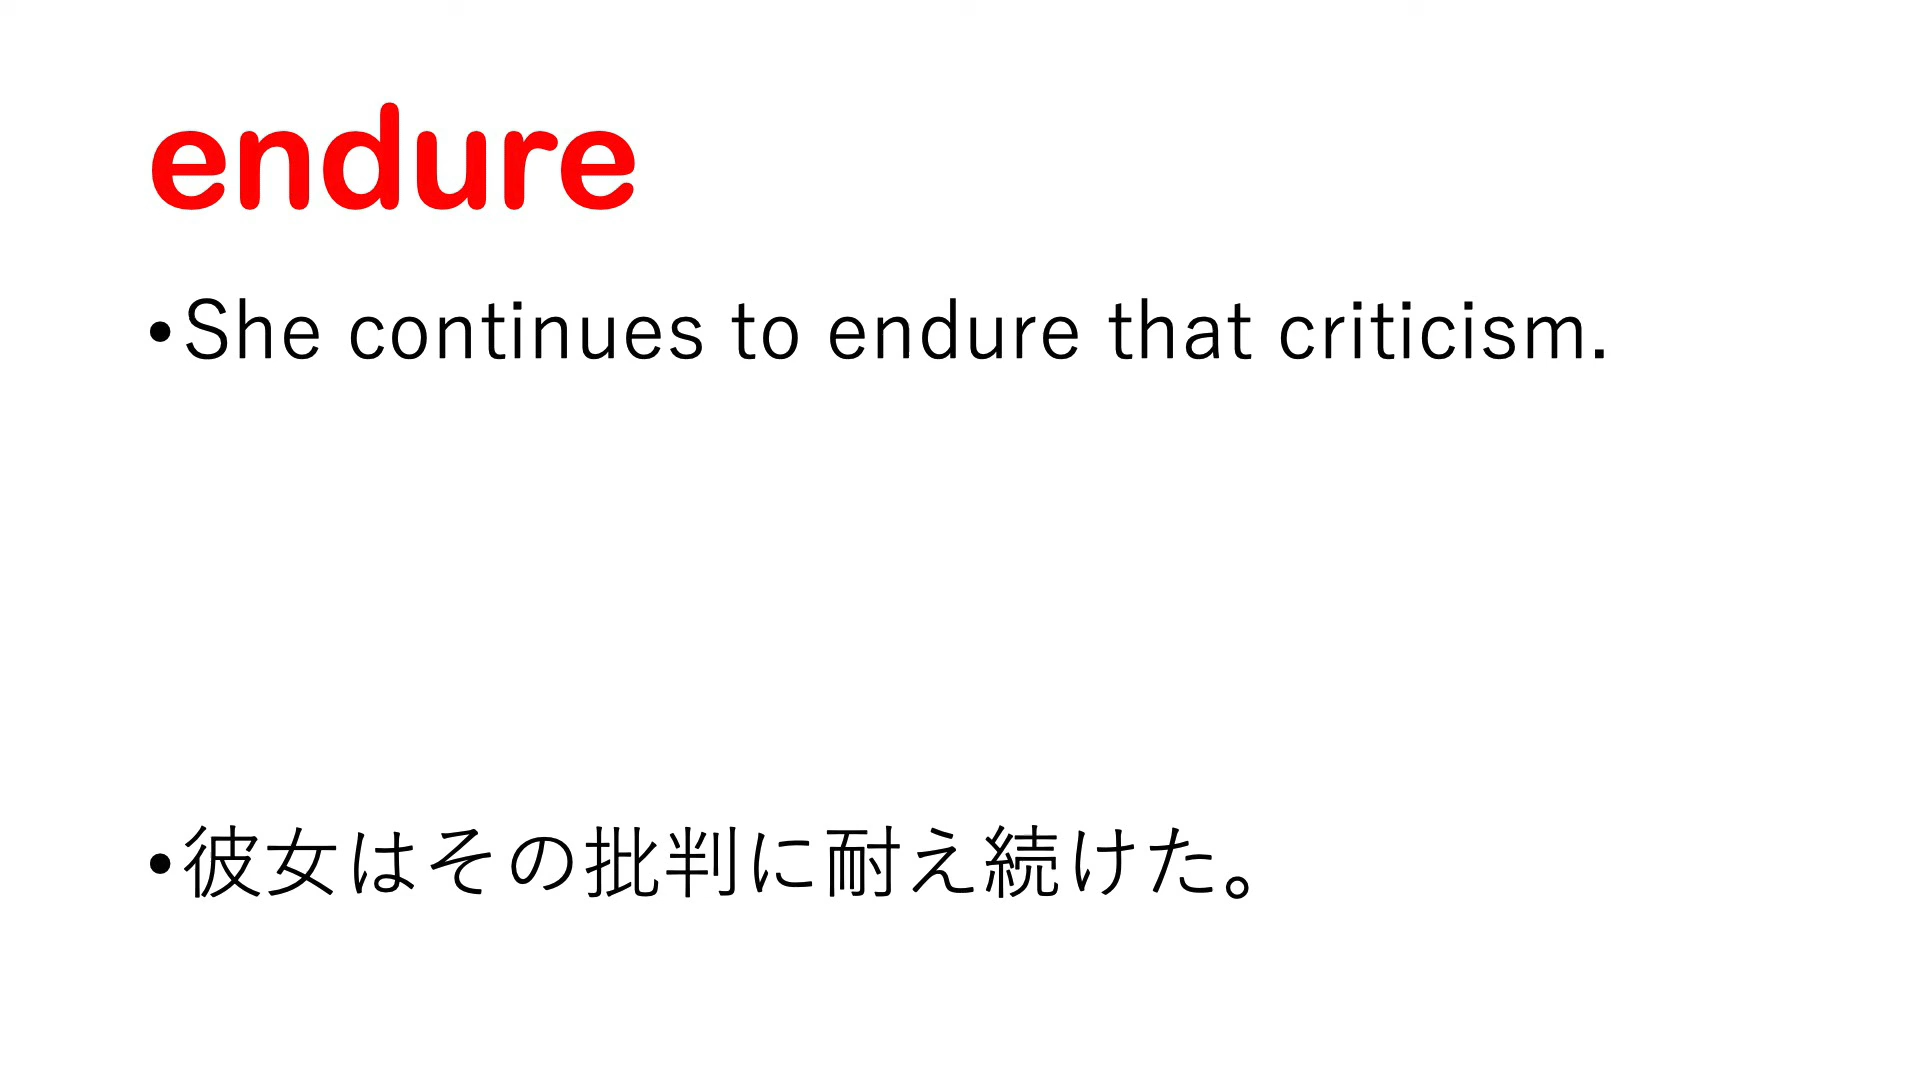 endure
•She continues to endure that criticism.
•彼女はその批判に耐え続けた。